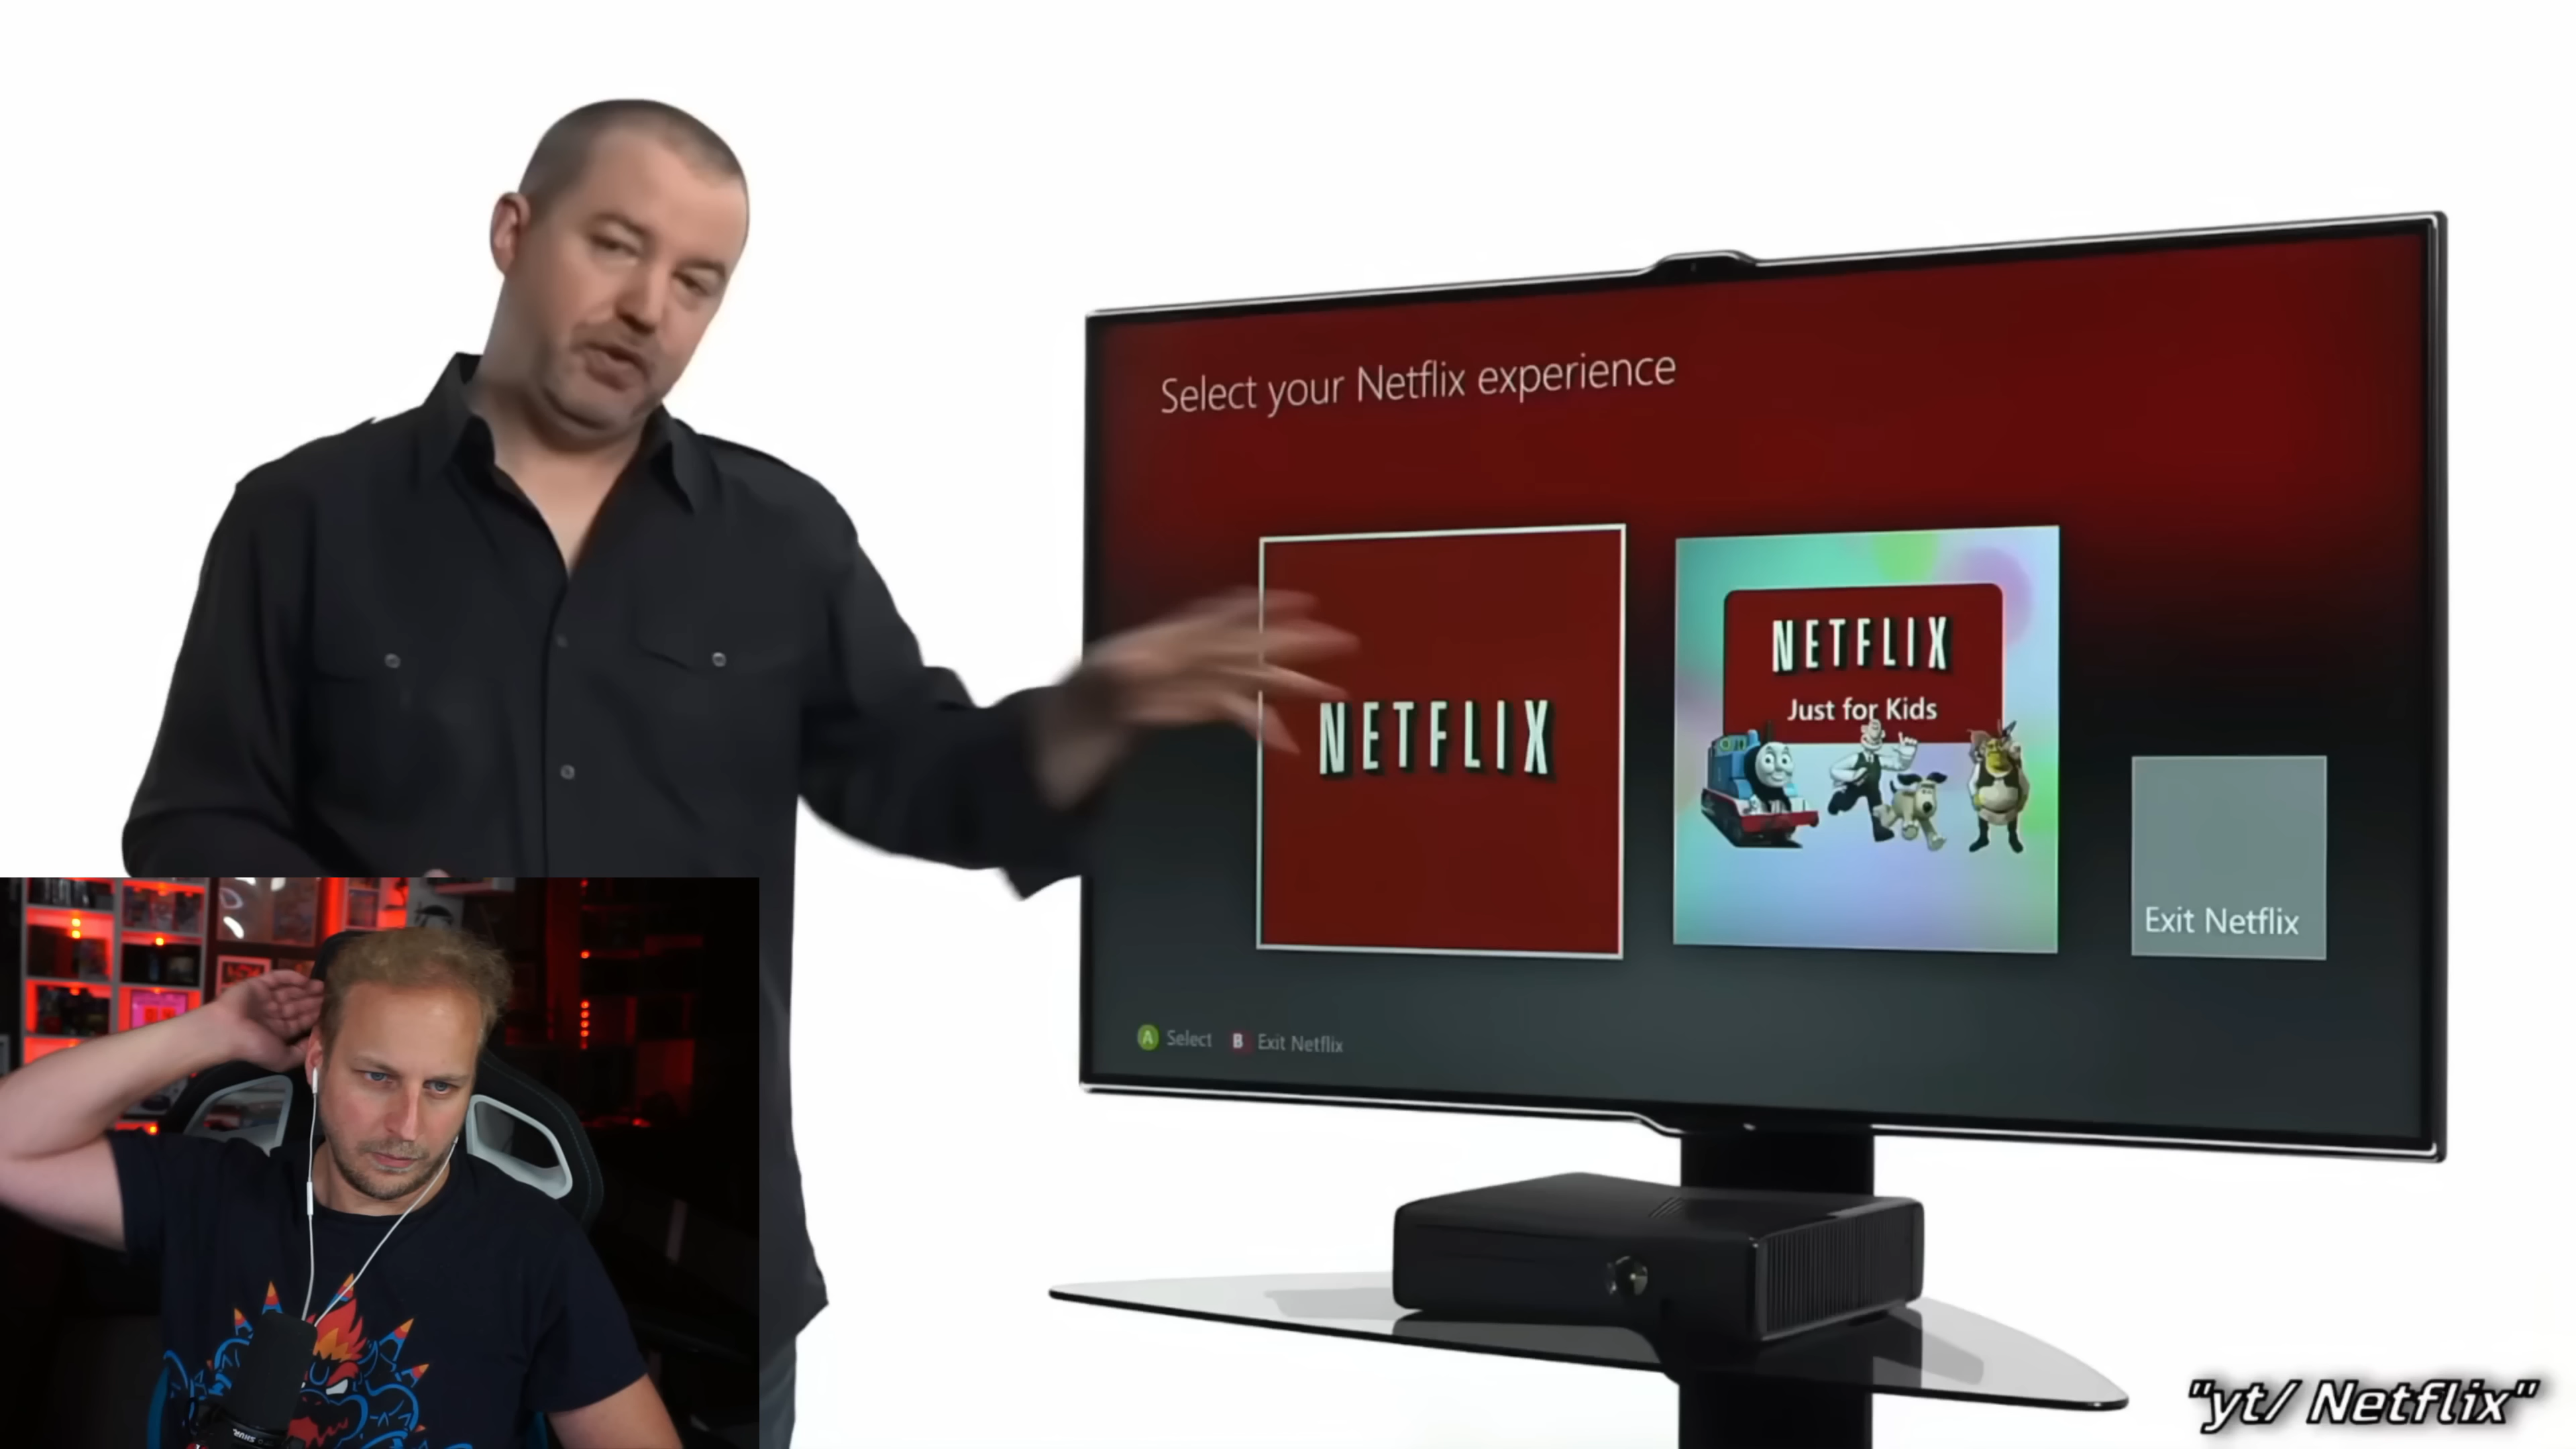 Select your Netflix experience
NETFLIX
NETFLIX
Just for Kids
Exit Netflix
A Select B Exit Netflix
"yt/ Netflix"